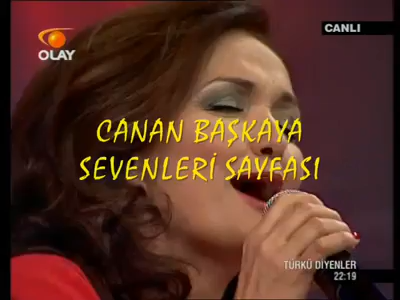 OLAY
CANLI
CANAN BAŞKAYA
SEVENLERİ SAYFASI
TÜRKÜ DİYENLER
22:19